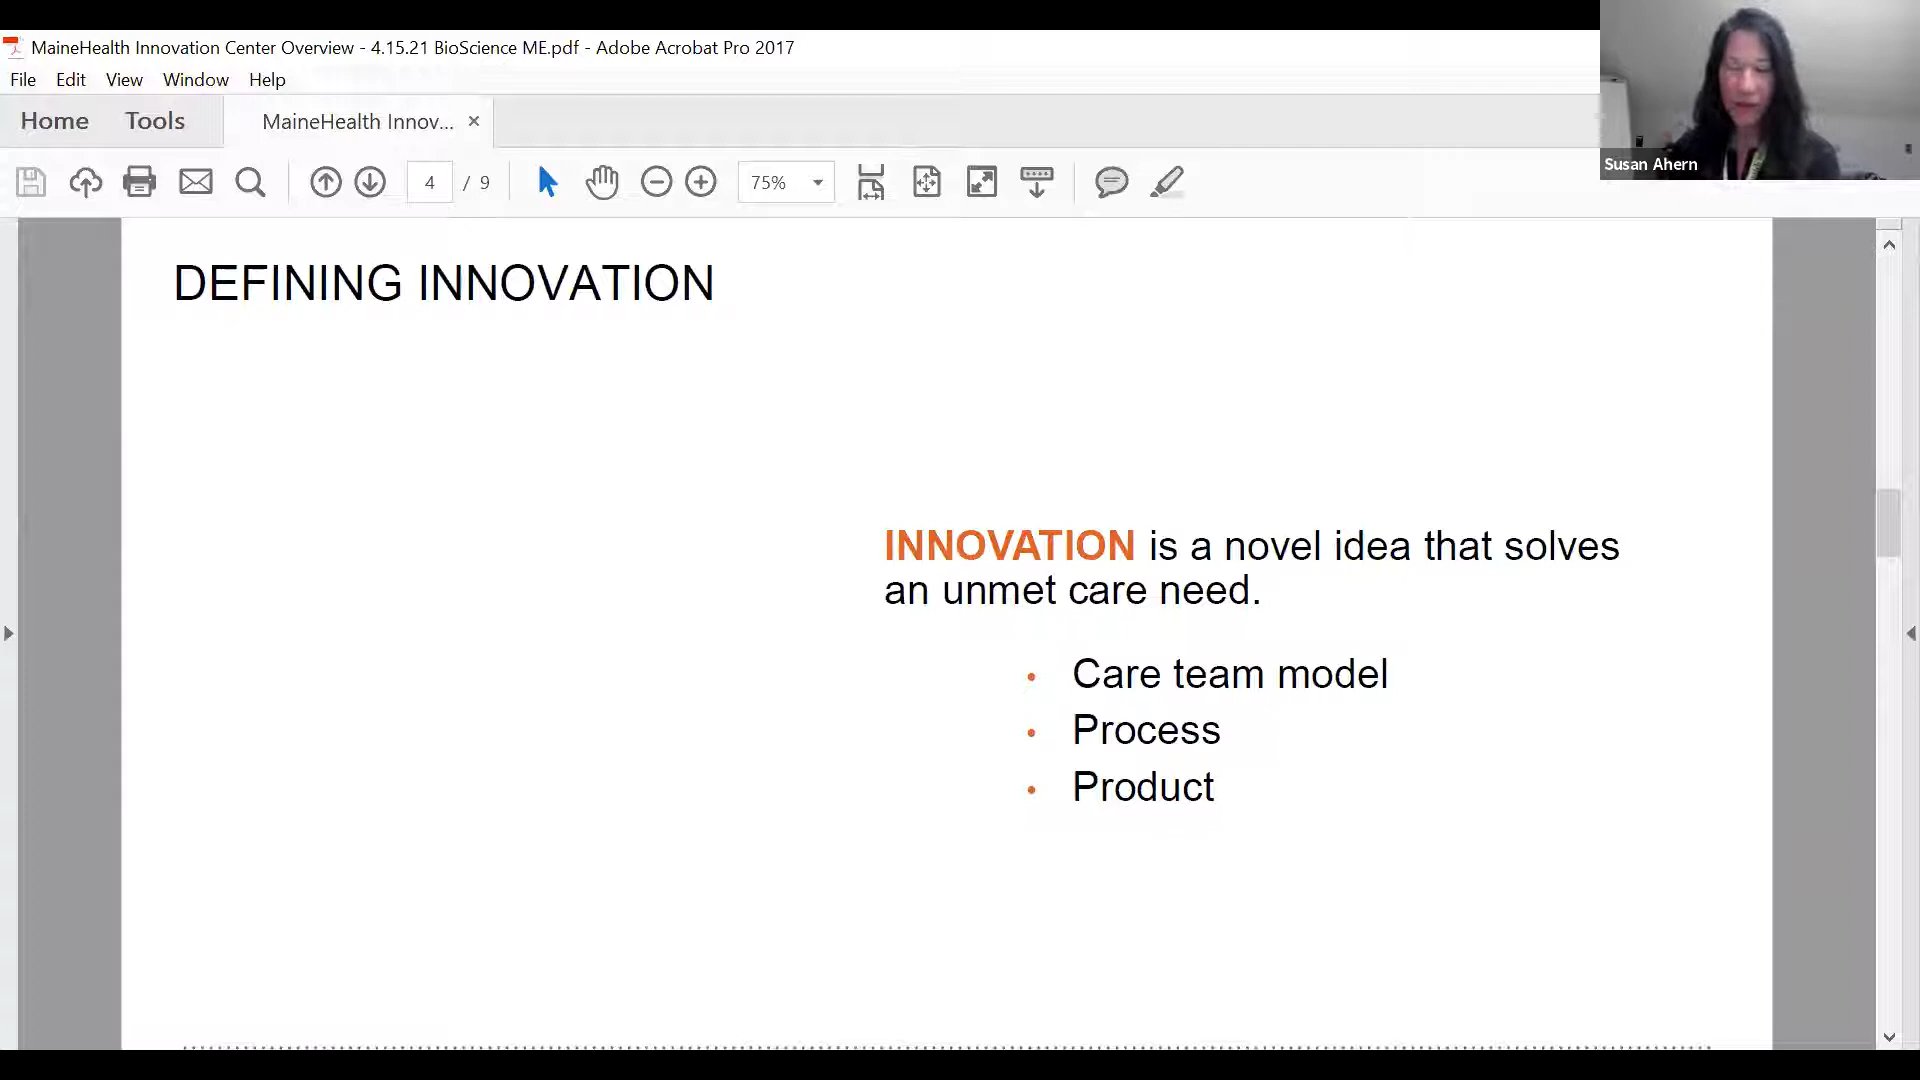 MaineHealth Innovation Center Overview - 4.15.21 BioScience ME.pdf - Adobe Acrobat Pro 2017
File Edit View Window Help
Home Tools MaineHealth Innov... ×
4 / 9 75%
Susan Ahern
DEFINING INNOVATION
INNOVATION is a novel idea that solves
an unmet care need.
• Care team model
• Process
• Product